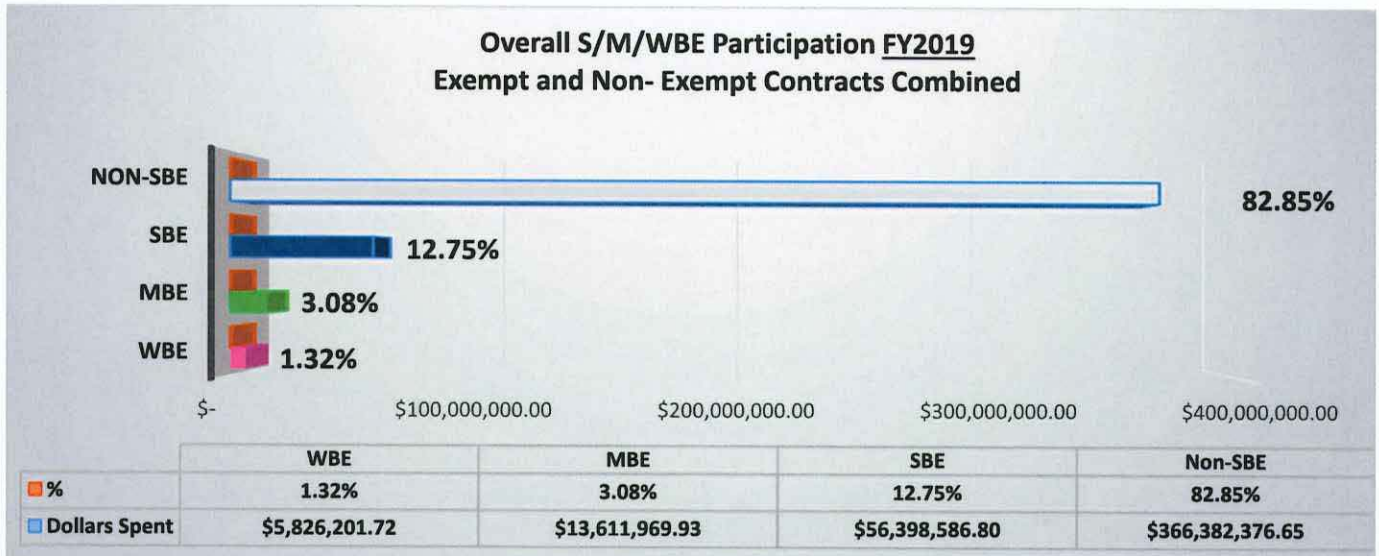 Overall S/M/WBE Participation FY2019
Exempt and Non- Exempt Contracts Combined
NON-SBE
82.85%
SBE
12.75%
MBE
3.08%
WBE
1.32%
$- $100,000,000.00 $200,000,000.00 $300,000,000.00 $400,000,000.00
WBE MBE SBE Non-SBE
% 1.32% 3.08% 12.75% 82.85%
Dollars Spent $5,826,201.72 $13,611,969.93 $56,398,586.80 $366,382,376.65